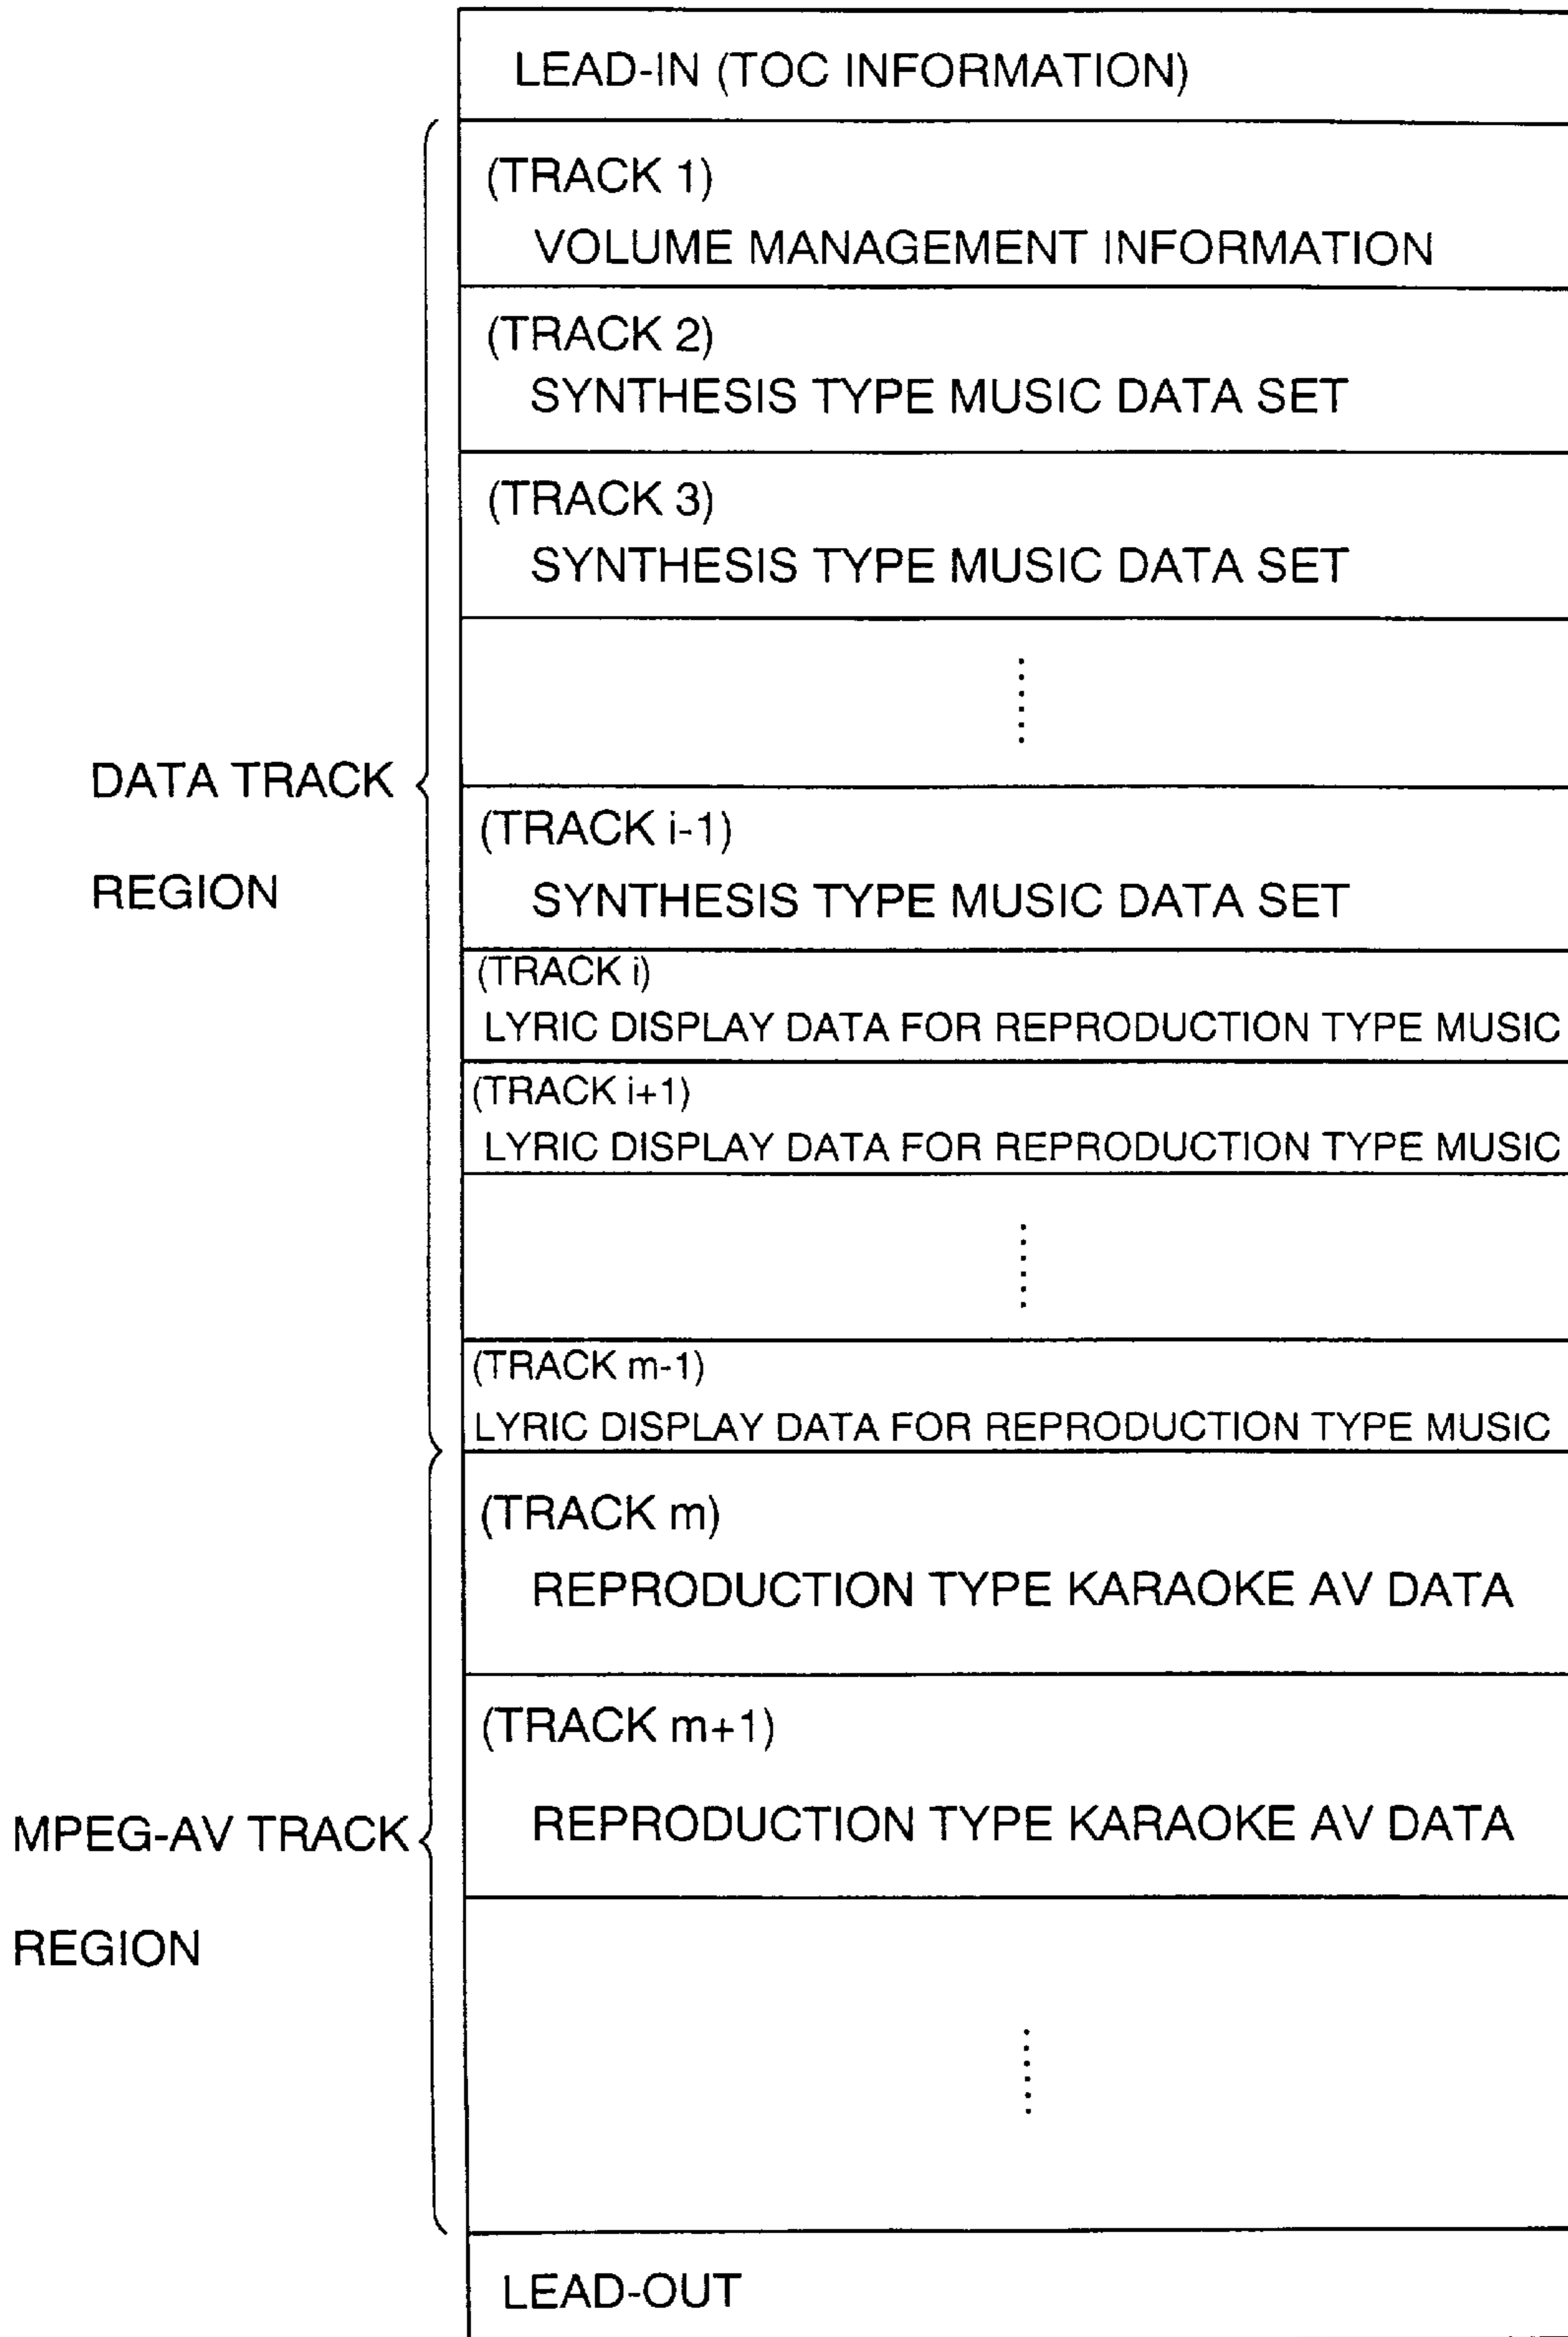 LEAD-IN (TOC INFORMATION)
(TRACK 1)
VOLUME MANAGEMENT INFORMATION
(TRACK 2)
SYNTHESIS TYPE MUSIC DATA SET
(TRACK 3)
SYNTHESIS TYPE MUSIC DATA SET
DATA TRACK
REGION
(TRACK i-1)
SYNTHESIS TYPE MUSIC DATA SET
(TRACK i)
LYRIC DISPLAY DATA FOR REPRODUCTION TYPE MUSIC
(TRACK i+1)
LYRIC DISPLAY DATA FOR REPRODUCTION TYPE MUSIC
(TRACK m-1)
LYRIC DISPLAY DATA FOR REPRODUCTION TYPE MUSIC
(TRACK m)
REPRODUCTION TYPE KARAOKE AV DATA
(TRACK m+1)
REPRODUCTION TYPE KARAOKE AV DATA
MPEG-AV TRACK
REGION
LEAD-OUT